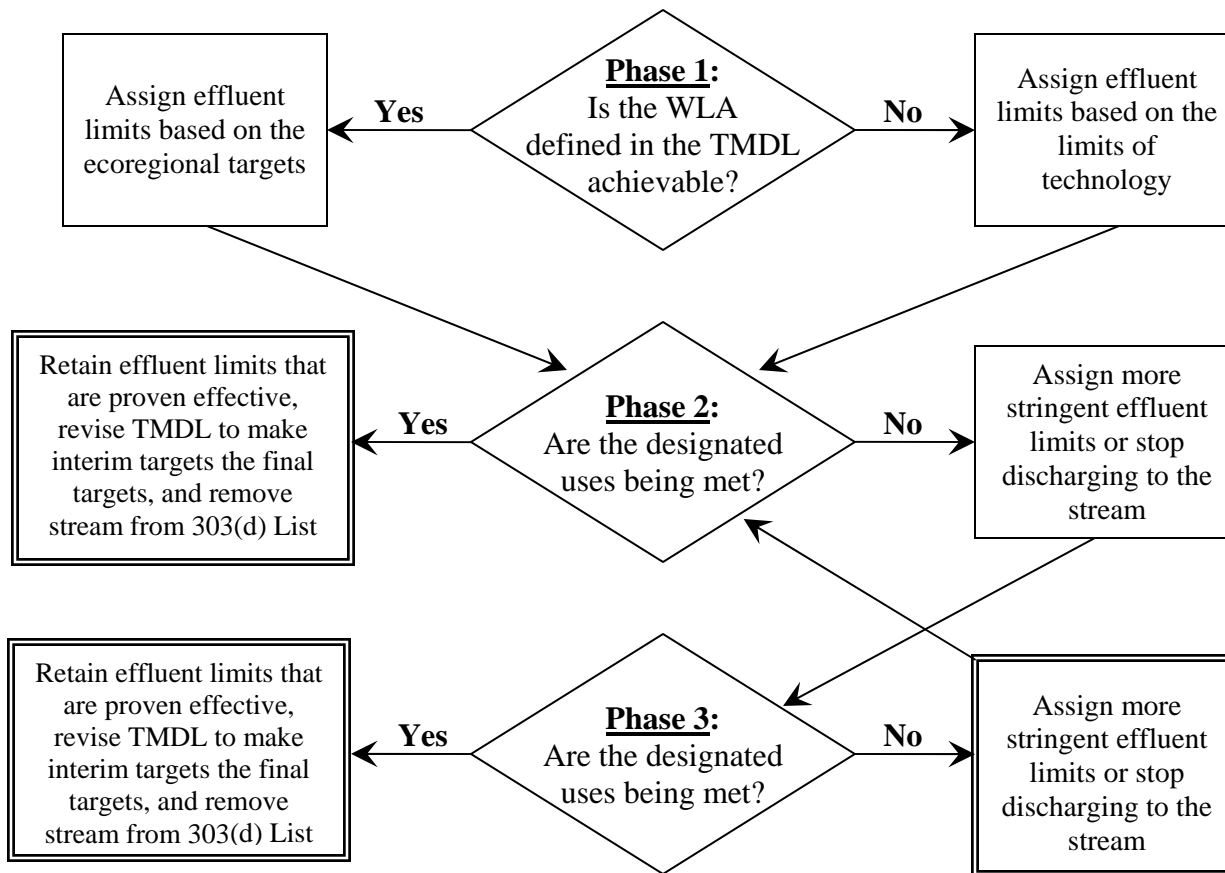 Assign effluent
limits based on the
ecoregional targets
Yes
Phase 1:
Is the WLA
defined in the TMDL
achievable?
No
Assign effluent
limits based on the
limits of
technology
Retain effluent limits that
are proven effective,
revise TMDL to make
interim targets the final
targets, and remove
stream from 303(d) List
Yes
Phase 2:
Are the designated
uses being met?
No
Assign more
stringent effluent
limits or stop
discharging to the
stream
Retain effluent limits that
are proven effective,
revise TMDL to make
interim targets the final
targets, and remove
stream from 303(d) List
Yes
Phase 3:
Are the designated
uses being met?
No
Assign more
stringent effluent
limits or stop
discharging to the
stream